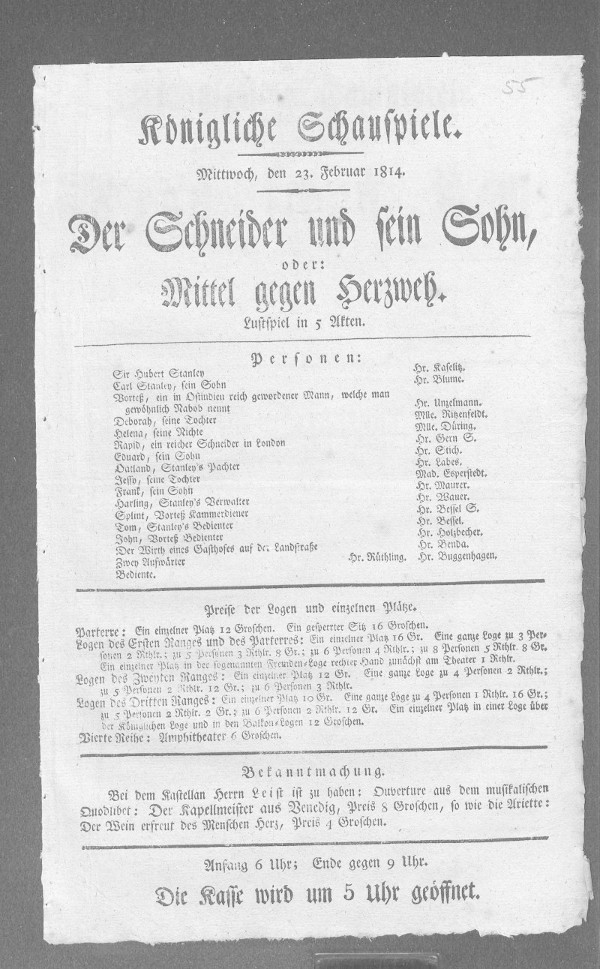 55
Königliche Schauspiele.
Mittwoch, den 23. Februar 1814.
Der Schneider und sein Sohn,
oder:
Mittel gegen Herzweh.
Lustspiel in 5 Akten.
Personen:
Sir Hubert Stanley Hr. Kaselitz.
Carl Stanley, sein Sohn Hr. Blume.
Vorteß, ein in Ostindien reich gewordener Mann, welche man
gewöhnlich Nabob nennt Hr. Unzelmann.
Deborah, seine Tochter Mlle. Ritzenfeldt.
Helena, seine Nichte Mlle. Düring.
Rapid, ein reicher Schneider in London Hr. Gern S.
Eduard, sein Sohn Hr. Stich.
Oatland, Stanley's Pachter Hr. Labes.
Jessy, seine Tochter Mad. Esperstedt.
Frank, sein Sohn Hr. Maurer.
Harling, Stanley's Verwalter Hr. Wauer.
Splint, Vorteß Kammerdiener Hr. Bessel S.
Tom, Stanley's Bedienter Hr. Bessel.
John, Vorteß Bedienter Hr. Holzbecher.
Der Wirth eines Gasthofes auf der Landstraße Hr. Benda.
Zwey Aufwärter Hr. Rüthling. Hr. Buggenhagen.
Bediente.
Preise der Logen und einzelnen Plätze.
Parterre: Ein einzelner Platz 12 Groschen. Ein gesperrter Sitz 16 Groschen.
Logen des Ersten Ranges und des Parterres: Ein einzelner Platz 16 Gr. Eine ganze Loge zu 3 Per-
sonen 2 Rthlr.; zu 5 Personen 3 Rthlr. 8 Gr.; zu 6 Personen 4 Rthlr.; zu 8 Personen 5 Rthlr. 8 Gr.
Ein einzelner Platz in der sogenannten Fremden-Loge rechter Hand zunächst am Theater 1 Rthlr.
Logen des Zweyten Ranges: Ein einzelner Platz 12 Gr. Eine ganze Loge zu 4 Personen 2 Rthlr.;
zu 5 Personen 2 Rthlr. 12 Gr.; zu 6 Personen 3 Rthlr.
Logen des Dritten Ranges: Ein einzelner Platz 10 Gr. Eine ganze Loge zu 4 Personen 1 Rthlr. 16 Gr.;
zu 5 Personen 2 Rthlr. 2 Gr.; zu 6 Personen 2 Rthlr. 12 Gr. Ein einzelner Platz in einer Loge über
der Königlichen Loge und in den Balkon-Logen 12 Groschen.
Vierte Reihe: Amphitheater 6 Groschen.
Bekanntmachung.
Bei dem Kastellan Herrn Leist ist zu haben: Ouverture aus dem musikalischen
Quodlibet: Der Kapellmeister aus Venedig, Preis 8 Groschen, so wie die Ariette:
Der Wein erfreut des Menschen Herz, Preis 4 Groschen.
Anfang 6 Uhr; Ende gegen 9 Uhr.
Die Kasse wird um 5 Uhr geöffnet.